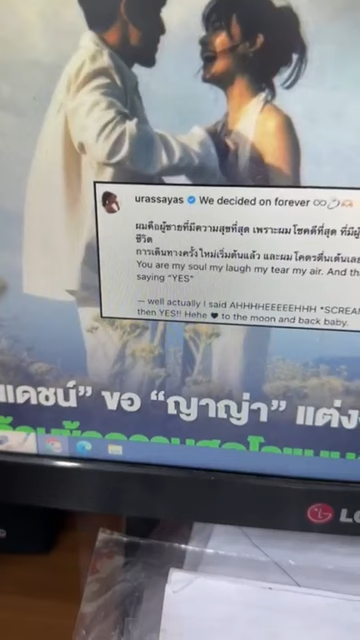 urassayas We decided on forever
ผมคือผู้ชายที่มีความสุขที่สุด เพราะผมโชคดีที่สุด ที่มีผู้
ชีวิต
การเดินทางครั้งใหม่เริ่มต้นแล้ว และผมโคตรตื่นเต้นเลย
You are my soul my laugh my tear my air. And th
saying "YES"
— well actually I said AHHHHEEEEEHHH *SCREAM
then YES!! Hehe ♥ to the moon and back baby.
แดชน์” ขอ “ญาญ่า” แต่ง
LG